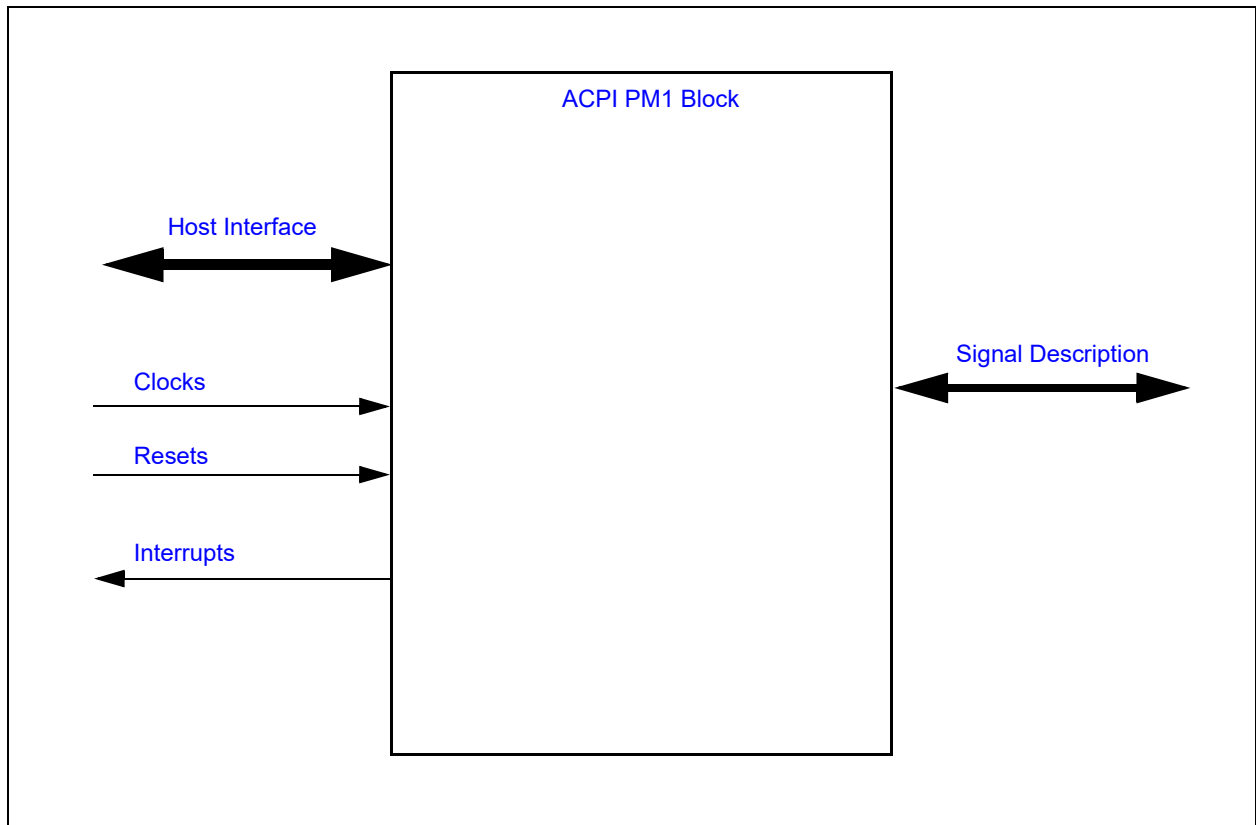 ACPI PM1 Block
Host Interface
Signal Description
Clocks
Resets
Interrupts